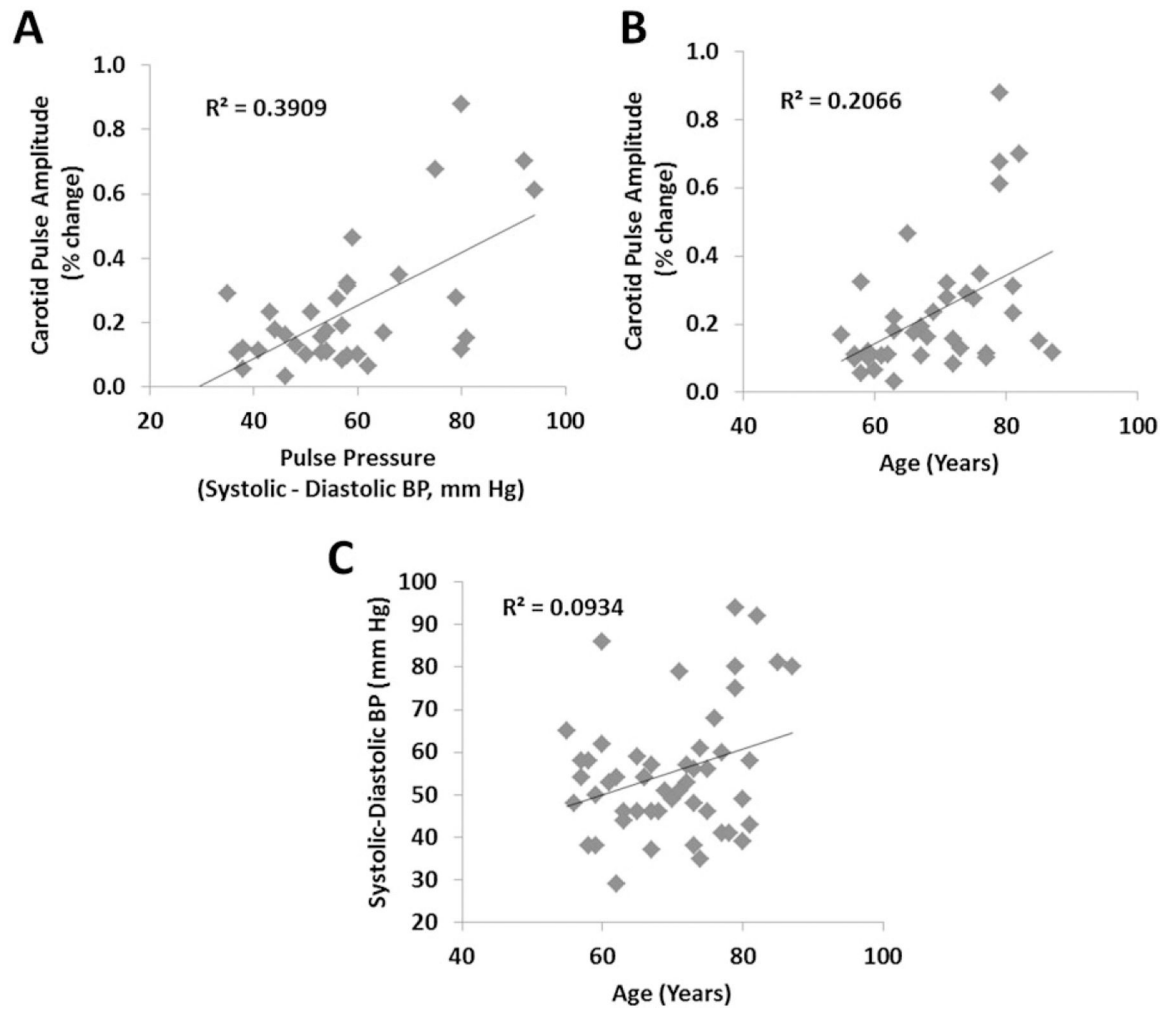 A
Carotid Pulse Amplitude
(% change)
1.0
0.8
0.6
0.4
0.2
0.0
R² = 0.3909
20
40
60
80
100
Pulse Pressure
(Systolic - Diastolic BP, mm Hg)
B
Carotid Pulse Amplitude
(% change)
1.0
0.8
0.6
0.4
0.2
0.0
R² = 0.2066
40
60
80
100
Age (Years)
C
Systolic-Diastolic BP (mm Hg)
100
90
80
70
60
50
40
30
20
R² = 0.0934
40
60
80
100
Age (Years)